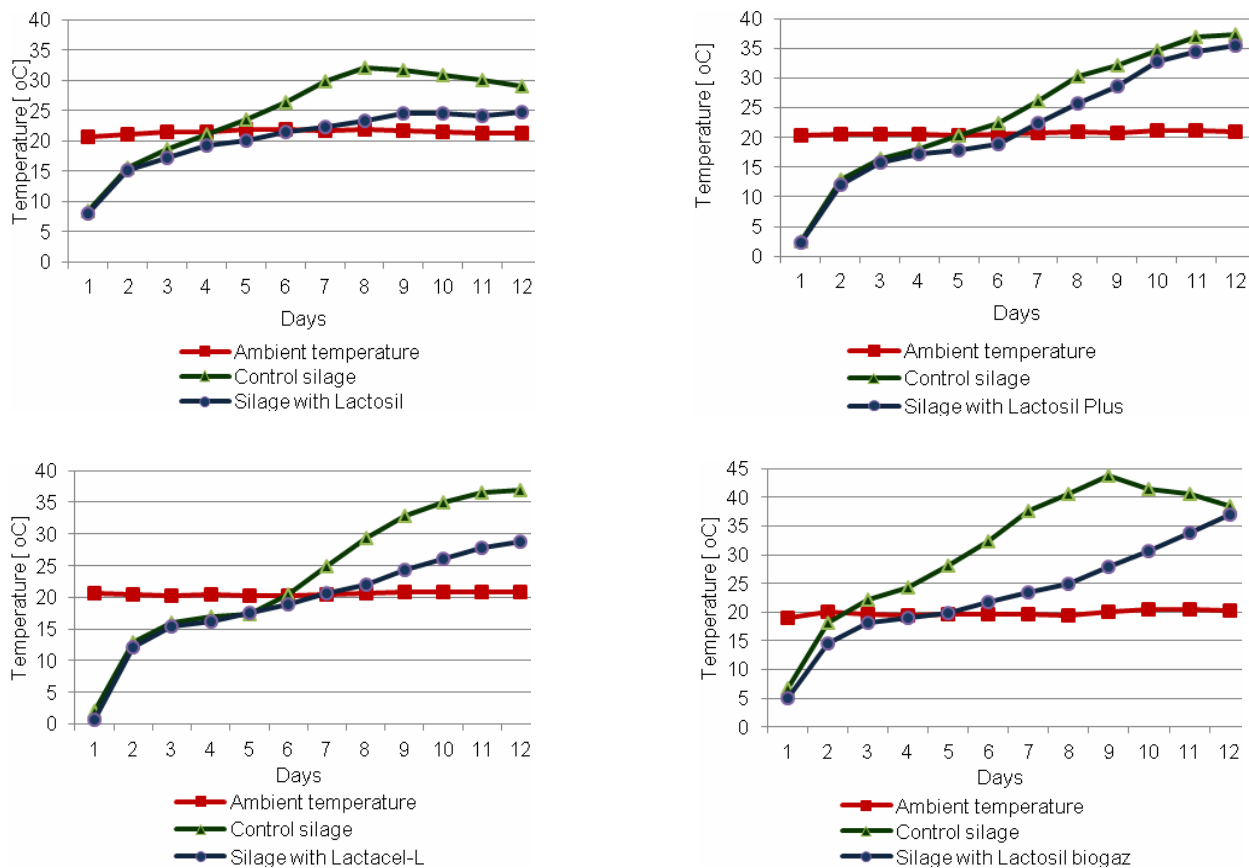 Temperature [ oC]
40
35
30
25
20
15
10
5
0
1 2 3 4 5 6 7 8 9 10 11 12
Days
Ambient temperature
Control silage
Silage with Lactosil
Temperature [ oC]
40
35
30
25
20
15
10
5
0
1 2 3 4 5 6 7 8 9 10 11 12
Days
Ambient temperature
Control silage
Silage with Lactosil Plus
Temperature [ oC]
40
35
30
25
20
15
10
5
0
1 2 3 4 5 6 7 8 9 10 11 12
Days
Ambient temperature
Control silage
Silage with Lactacel-L
Temperature [ oC]
45
40
35
30
25
20
15
10
5
0
1 2 3 4 5 6 7 8 9 10 11 12
Days
Ambient temperature
Control silage
Silage with Lactosil biogaz